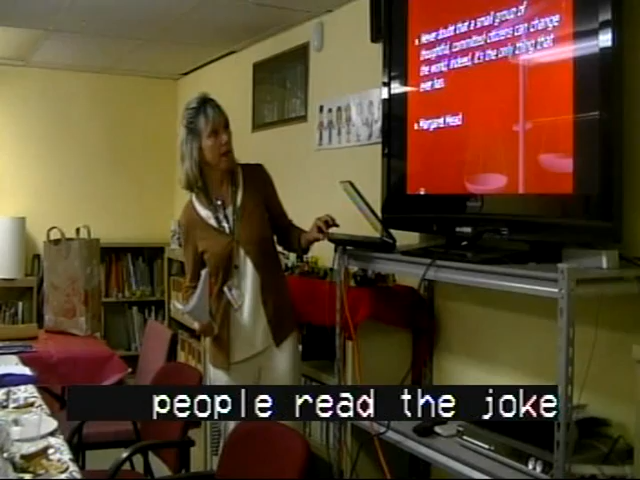 Never doubt that a small group of
thoughtful, committed citizens can change
the world; indeed, it's the only thing that
ever has.
Margaret Mead
people read the joke